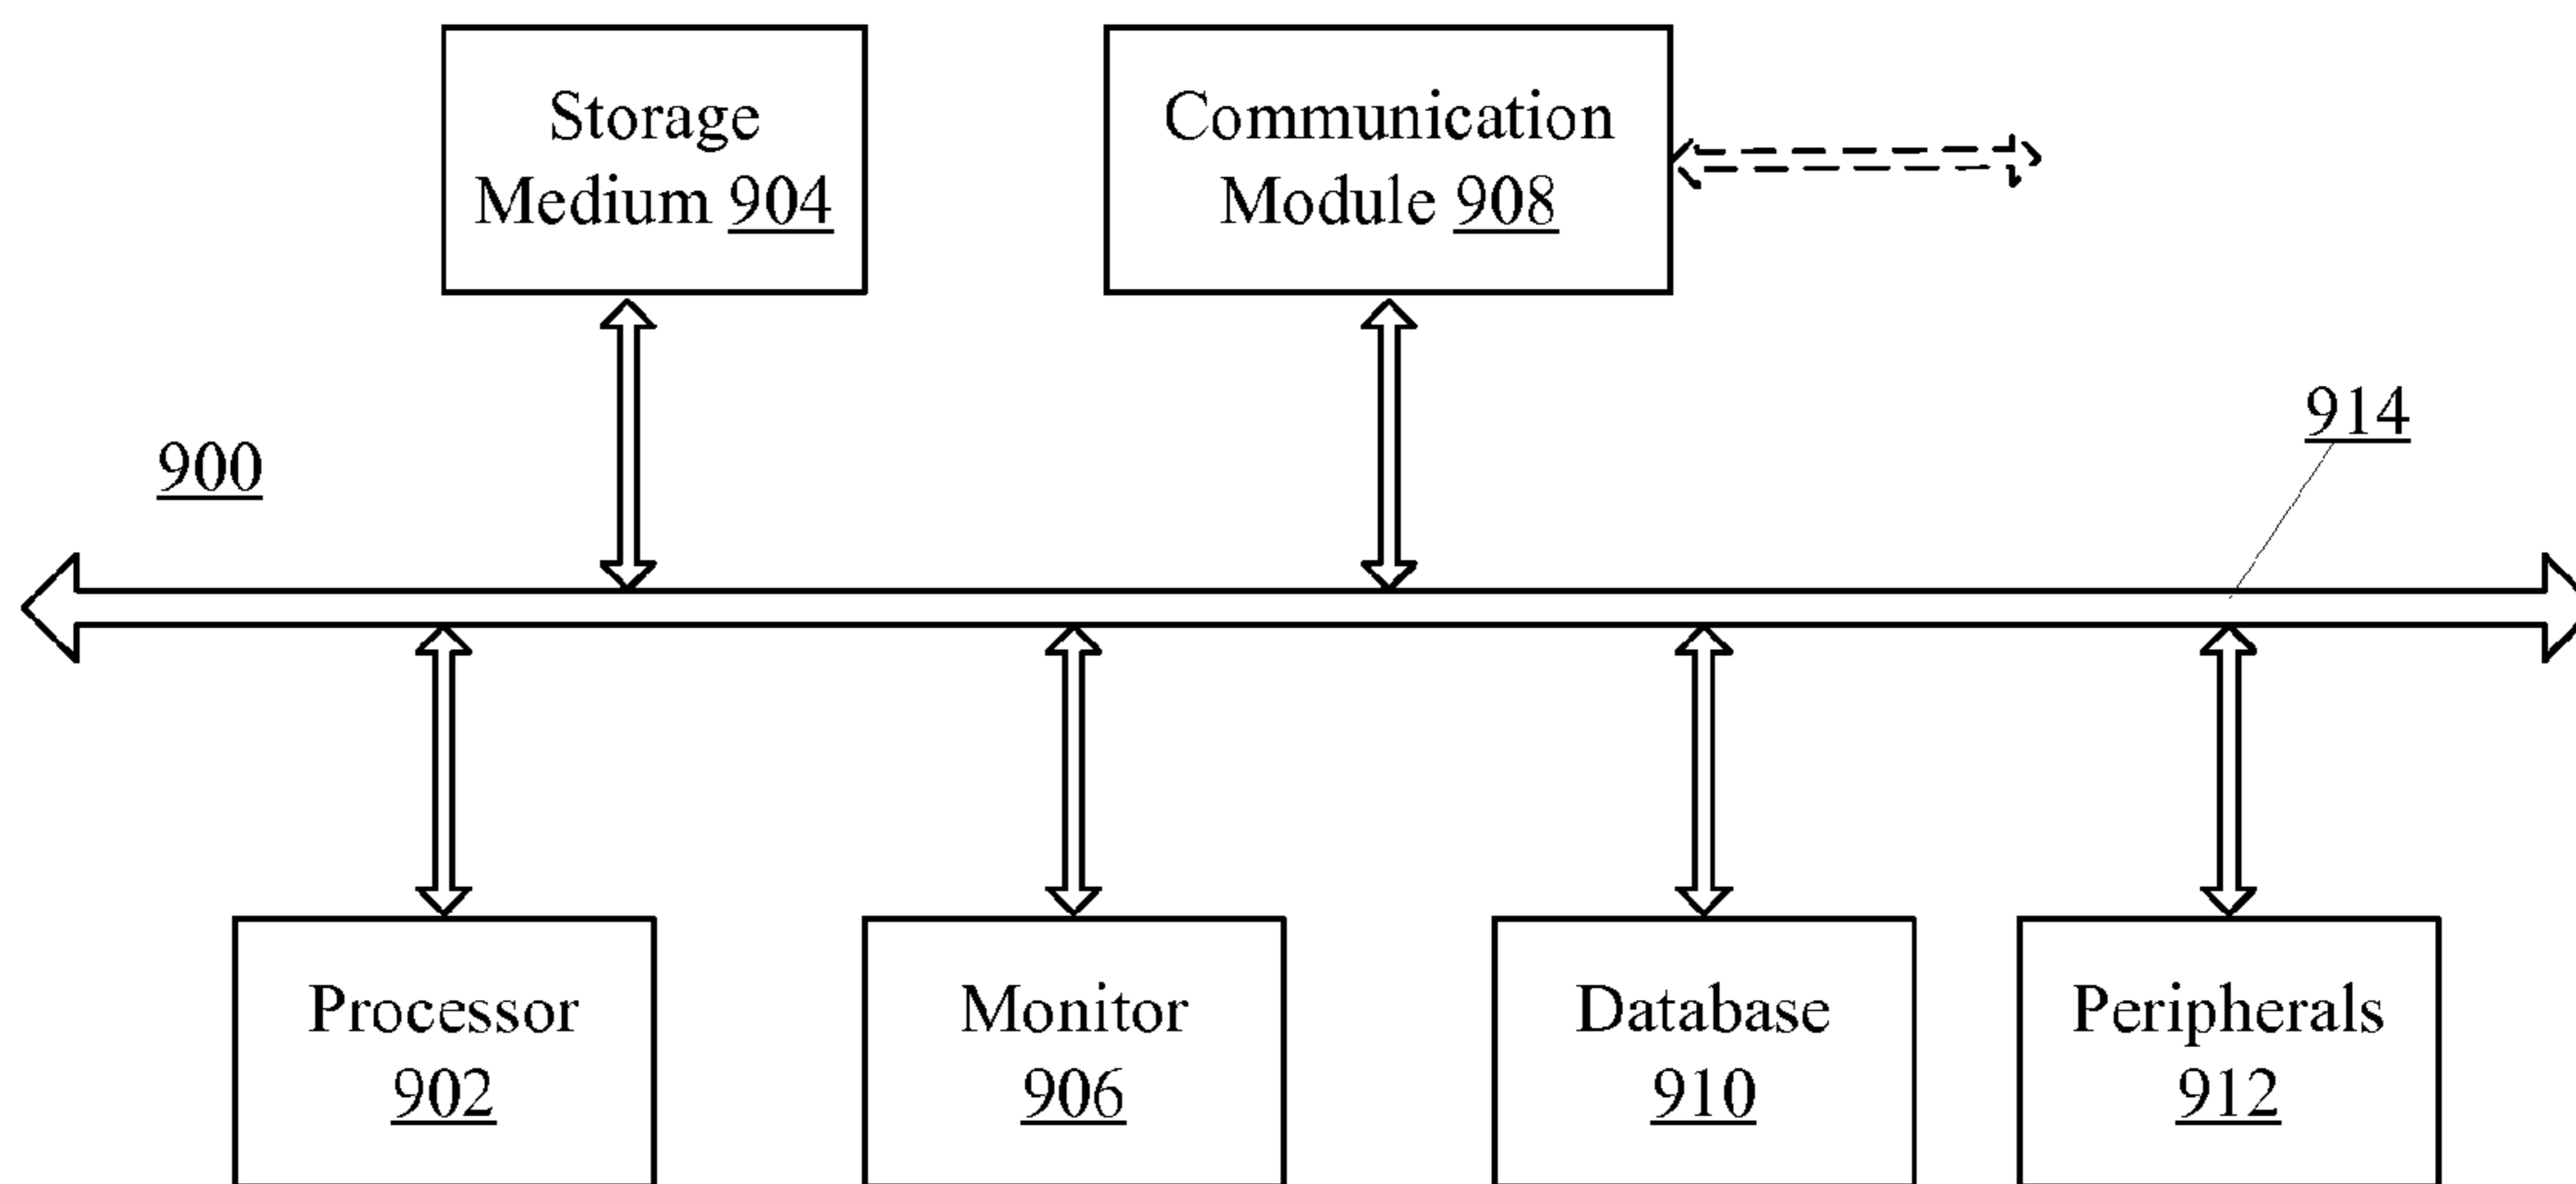 Storage
Medium 904
Communication
Module 908
914
900
Processor
902
Monitor
906
Database
910
Peripherals
912